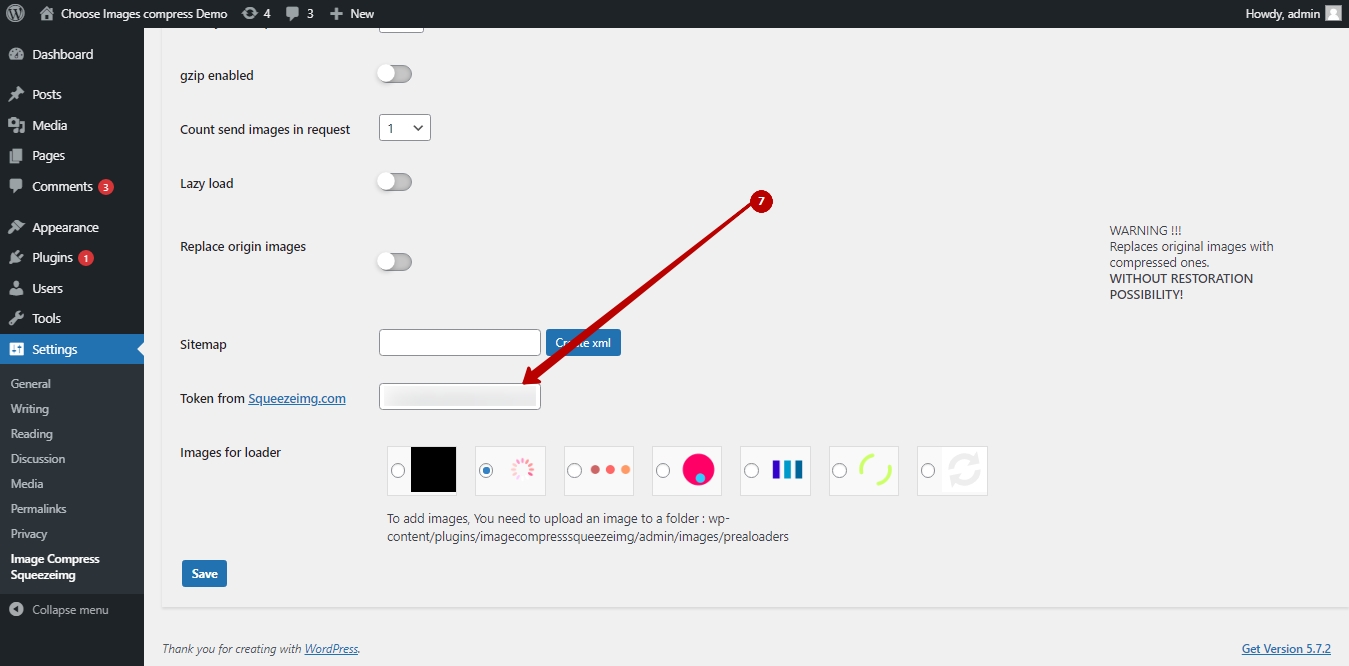 Choose Images compress Demo 4 3 New Howdy, admin
Dashboard
Posts
Media
Pages
Comments 3
Appearance
Plugins 1
Users
Tools
Settings
General
Writing
Reading
Discussion
Media
Permalinks
Privacy
Image Compress
Squeezeimg
Collapse menu
gzip enabled
Count send images in request 1
Lazy load
7
Replace origin images
WARNING !!!
Replaces original images with
compressed ones.
WITHOUT RESTORATION
POSSIBILITY!
Sitemap Create xml
Token from Squeezeimg.com
Images for loader
To add images, You need to upload an image to a folder : wp-
content/plugins/imagecompresssqueezeimg/admin/images/prealoaders
Save
Thank you for creating with WordPress. Get Version 5.7.2